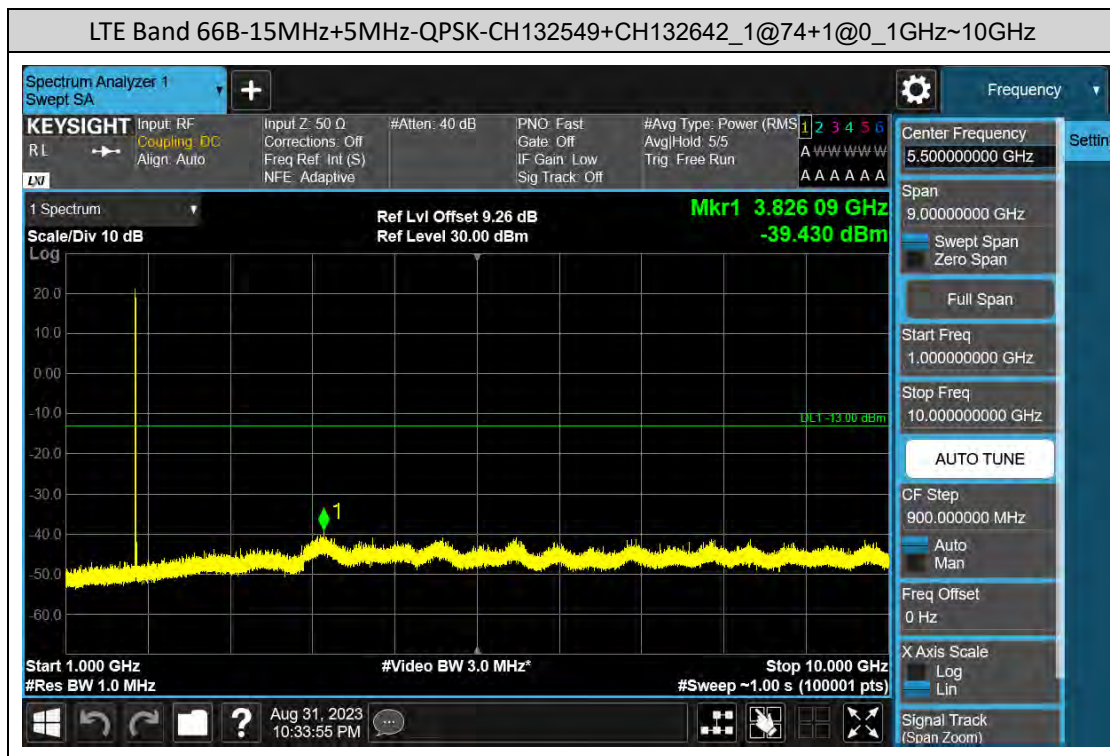 LTE Band 66B-15MHz+5MHz-QPSK-CH132549+CH132642_1@74+1@0_1GHz~10GHz
Spectrum Analyzer 1
Swept SA
Frequency
KEYSIGHT
RL
LXI
Input: RF
Coupling: DC
Align: Auto
Input Z: 50 Ω
Corrections: Off
Freq Ref: Int (S)
NFE: Adaptive
#Atten: 40 dB
PNO: Fast
Gate: Off
IF Gain: Low
Sig Track: Off
#Avg Type: Power (RMS
Avg|Hold: 5/5
Trig: Free Run
1 2 3 4 5 6
A W W W W W
A A A A A A
1 Spectrum
Scale/Div 10 dB
Log
Ref Lvl Offset 9.26 dB
Ref Level 30.00 dBm
Mkr1 3.826 09 GHz
-39.430 dBm
20.0
10.0
0.00
-10.0
-20.0
-30.0
-40.0
-50.0
-60.0
DL1 -13.00 dBm
1
Start 1.000 GHz
#Res BW 1.0 MHz
#Video BW 3.0 MHz*
Stop 10.000 GHz
#Sweep ~1.00 s (100001 pts)
Aug 31, 2023
10:33:55 PM
Center Frequency
5.500000000 GHz
Settin
Span
9.00000000 GHz
Swept Span
Zero Span
Full Span
Start Freq
1.000000000 GHz
Stop Freq
10.000000000 GHz
AUTO TUNE
CF Step
900.000000 MHz
Auto
Man
Freq Offset
0 Hz
X Axis Scale
Log
Lin
Signal Track
(Span Zoom)